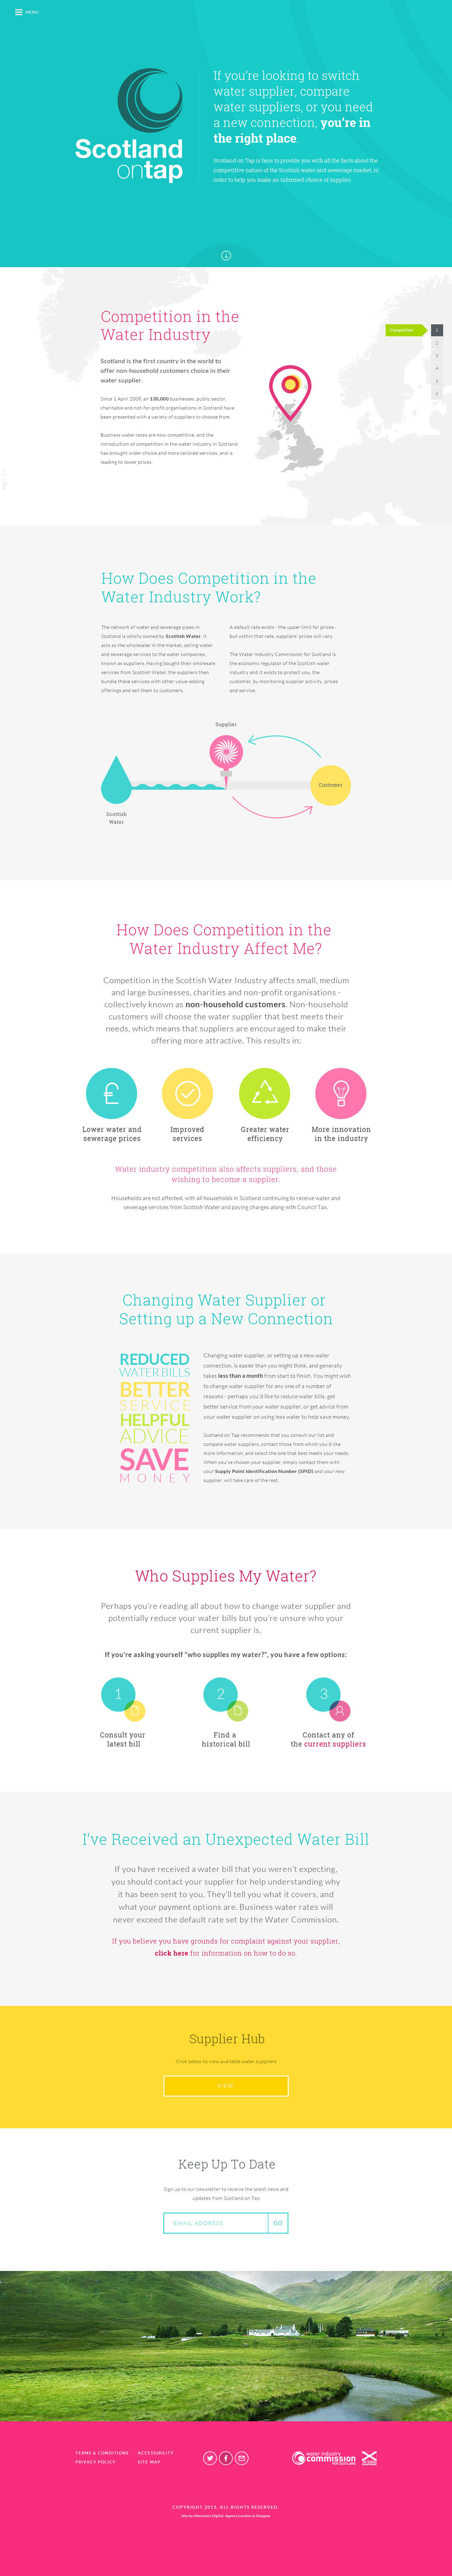 MENU
Scotland
ontap
If you're looking to switch
water supplier, compare
water suppliers, or you need
a new connection, you're in
the right place.
Scotland on Tap is here to provide you with all the facts about the
competitive nature of the Scottish water and sewerage market, in
order to help you make an informed choice of supplier.
Competition in the
Water Industry
Scotland is the first country in the world to
offer non-household customers choice in their
water supplier.
Since 1 April 2008, all 130,000 businesses, public sector,
charitable and not-for-profit organisations in Scotland have
been presented with a variety of suppliers to choose from.
Business water rates are now competitive, and the
introduction of competition in the water industry in Scotland
has brought wider choice and more tailored services, and is
leading to lower prices.
Competition
1
2
3
4
5
6
How Does Competition in the
Water Industry Work?
The network of water and sewerage pipes in
Scotland is wholly owned by Scottish Water. It
acts as the wholesaler in the market, selling water
and sewerage services to the water companies,
known as suppliers. Having bought their wholesale
services from Scottish Water, the suppliers then
bundle these services with other value-adding
offerings and sell them to customers.
A default rate exists - the upper limit for prices -
but within that rate, suppliers' prices will vary.
The Water Industry Commission for Scotland is
the economic regulator of the Scottish water
industry and it exists to protect you, the
customer, by monitoring supplier activity, prices
and service.
Supplier
Customer
Scottish
Water
How Does Competition in the
Water Industry Affect Me?
Competition in the Scottish Water Industry affects small, medium
and large businesses, charities and non-profit organisations -
collectively known as non-household customers. Non-household
customers will choose the water supplier that best meets their
needs, which means that suppliers are encouraged to make their
offering more attractive. This results in:
£
Lower water and
sewerage prices
Improved
services
Greater water
efficiency
More innovation
in the industry
Water industry competition also affects suppliers, and those
wishing to become a supplier.
Households are not affected, with all households in Scotland continuing to receive water and
sewerage services from Scottish Water and paying charges along with Council Tax.
Changing Water Supplier or
Setting up a New Connection
REDUCED
WATER BILLS
BETTER
SERVICE
HELPFUL
ADVICE
SAVE
MONEY
Changing water supplier, or setting up a new water
connection, is easier than you might think, and generally
takes less than a month from start to finish. You might wish
to change water supplier for any one of a number of
reasons - perhaps you'd like to reduce water bills, get
better service from your water supplier, or get advice from
your water supplier on using less water to help save money.
Scotland on Tap recommends that you consult our list and
compare water suppliers, contact those from which you'd like
more information, and select the one that best meets your needs.
When you've chosen your supplier, simply contact them with
your Supply Point Identification Number (SPID) and your new
supplier, will take care of the rest.
Who Supplies My Water?
Perhaps you're reading all about how to change water supplier and
potentially reduce your water bills but you're unsure who your
current supplier is.
If you're asking yourself "who supplies my water?", you have a few options:
1
2
3
Consult your
latest bill
Find a
historical bill
Contact any of
the current suppliers
I've Received an Unexpected Water Bill
If you have received a water bill that you weren't expecting,
you should contact your supplier for help understanding why
it has been sent to you. They'll tell you what it covers, and
what your payment options are. Business water rates will
never exceed the default rate set by the Water Commission.
If you believe you have grounds for complaint against your supplier,
click here for information on how to do so.
Supplier Hub
Click below to view available water suppliers
VIEW
Keep Up To Date
Sign up to our newsletter to receive the latest news and
updates from Scotland on Tap
EMAIL ADDRESS
GO
TERMS & CONDITIONS
ACCESSIBILITY
PRIVACY POLICY
SITE MAP
water industry
commission
FOR SCOTLAND
COPYRIGHT 2013. ALL RIGHTS RESERVED.